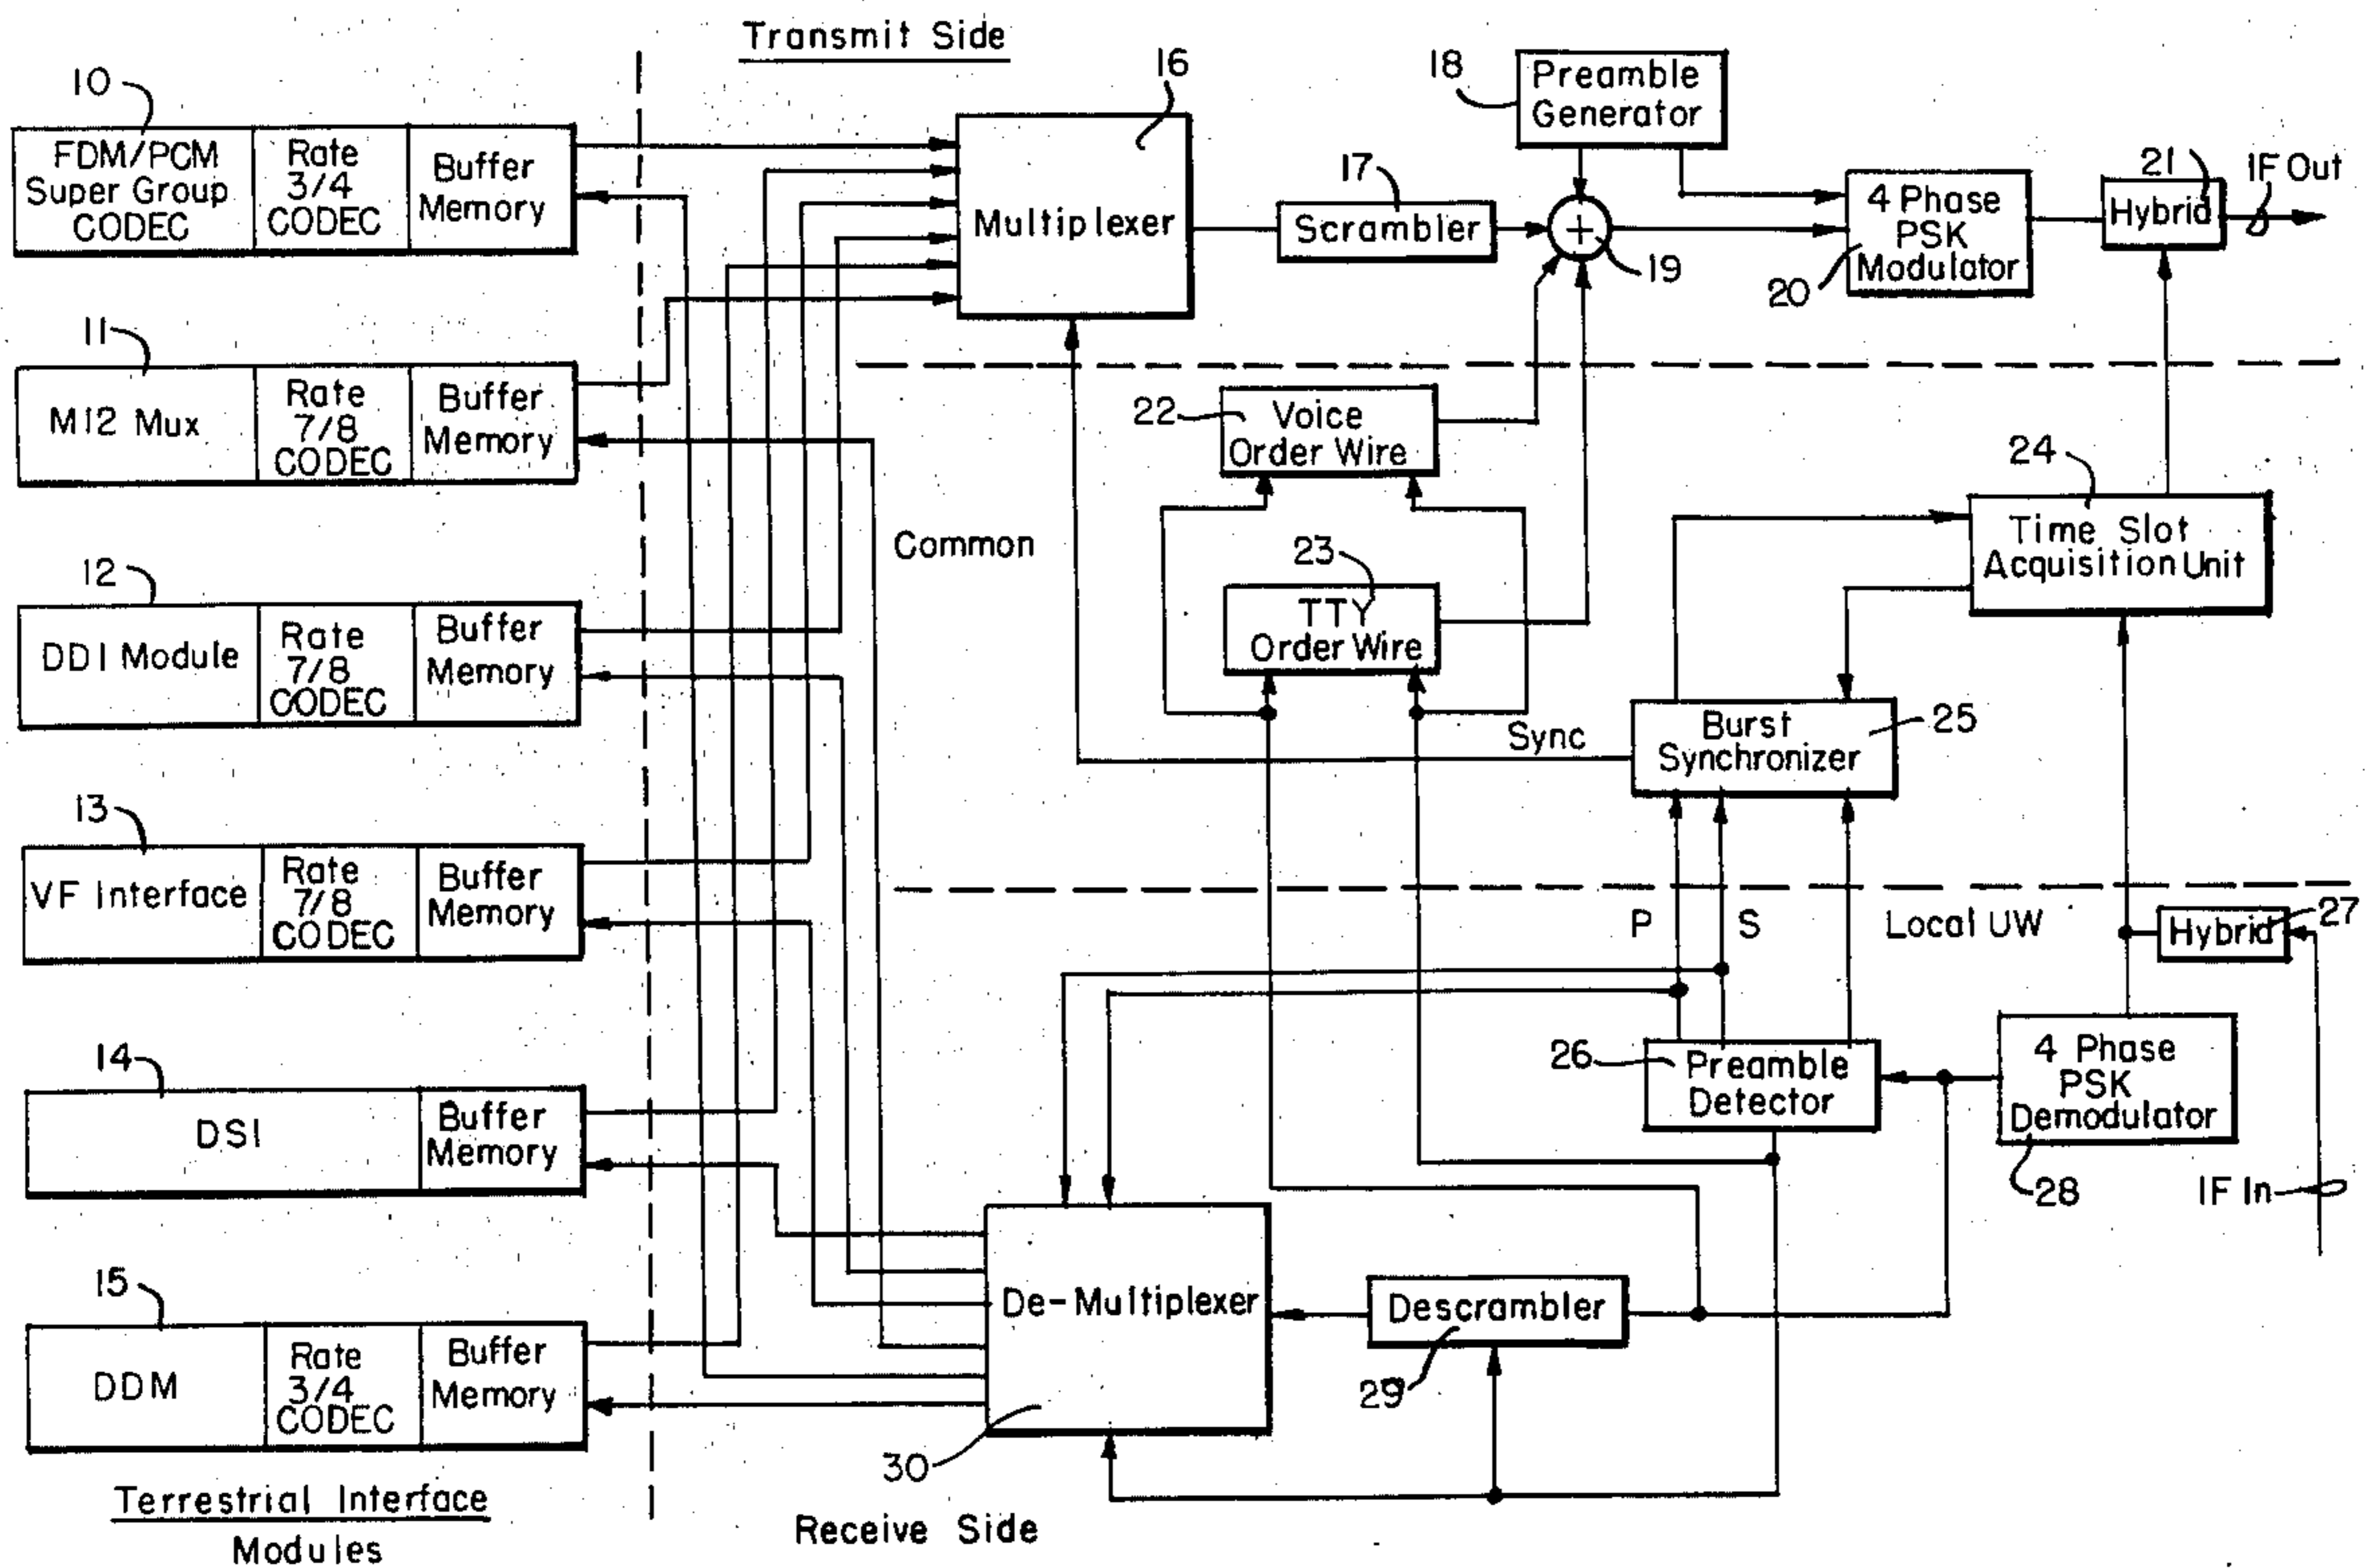 Transmit Side
10
FDM/PCM
Super Group
CODEC
Rate
3/4
CODEC
Buffer
Memory
16
Multiplexer
17
Scrambler
18
Preamble
Generator
+
19
4 Phase
PSK
Modulator
20
21
Hybrid
IF Out
11
M12 Mux
Rate
7/8
CODEC
Buffer
Memory
22
Voice
Order Wire
23
TTY
Order Wire
Common
24
Time Slot
Acquisition Unit
12
DDI Module
Rate
7/8
CODEC
Buffer
Memory
Sync
Burst
Synchronizer
25
13
VF Interface
Rate
7/8
CODEC
Buffer
Memory
P
S
Local UW
Hybrid
27
14
DSI
Buffer
Memory
26
Preamble
Detector
4 Phase
PSK
Demodulator
28
IF In
15
DDM
Rate
3/4
CODEC
Buffer
Memory
De-Multiplexer
30
Descrambler
29
Terrestrial Interface
Modules
Receive Side